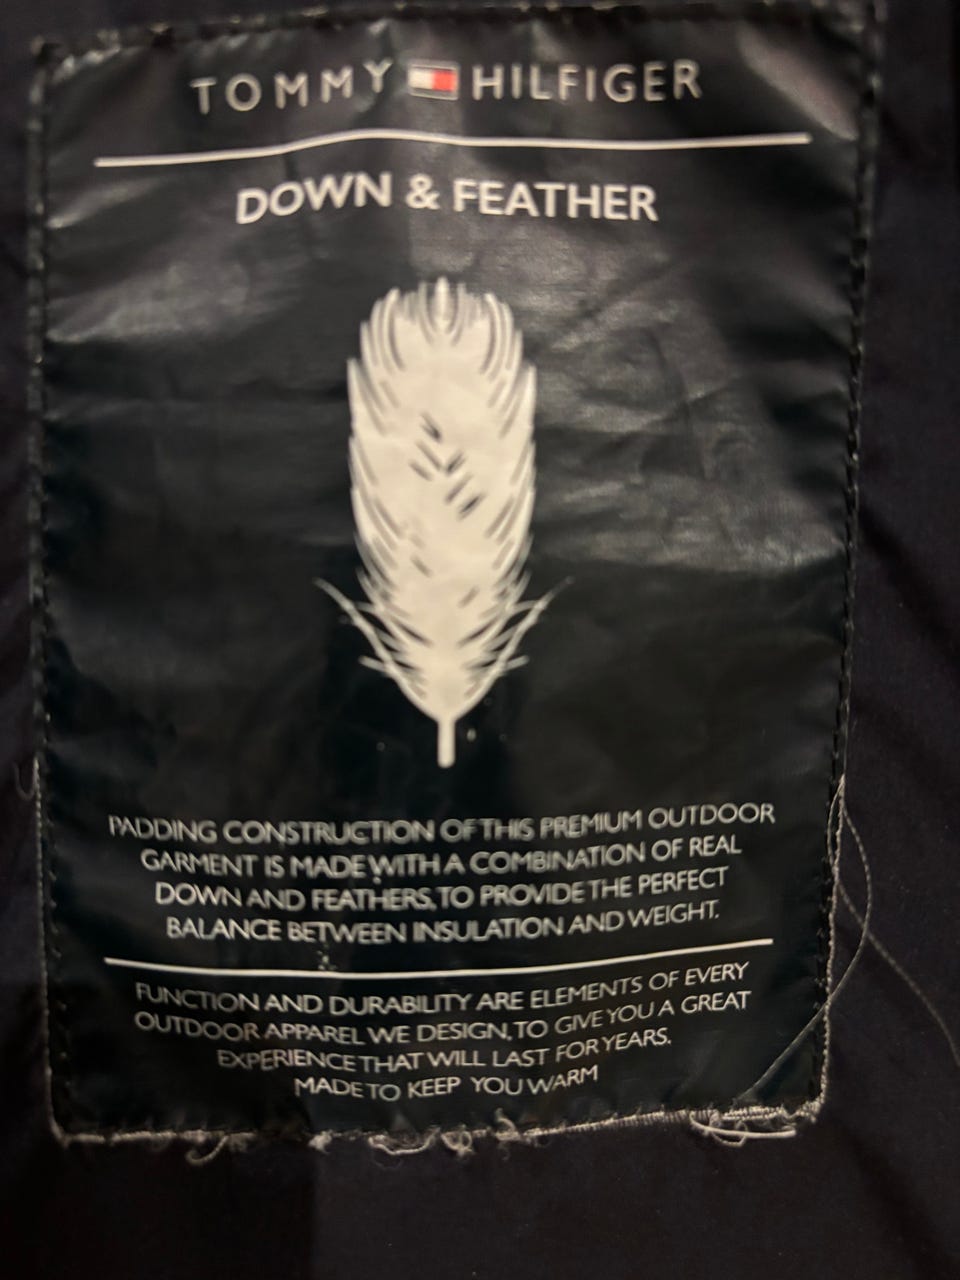 TOMMY HILFIGER
DOWN & FEATHER
PADDING CONSTRUCTION OF THIS PREMIUM OUTDOOR
GARMENT IS MADE WITH A COMBINATION OF REAL
DOWN AND FEATHERS, TO PROVIDE THE PERFECT
BALANCE BETWEEN INSULATION AND WEIGHT.
FUNCTION AND DURABILITY ARE ELEMENTS OF EVERY
OUTDOOR APPAREL WE DESIGN, TO GIVE YOU A GREAT
EXPERIENCE THAT WILL LAST FOR YEARS.
MADE TO KEEP YOU WARM